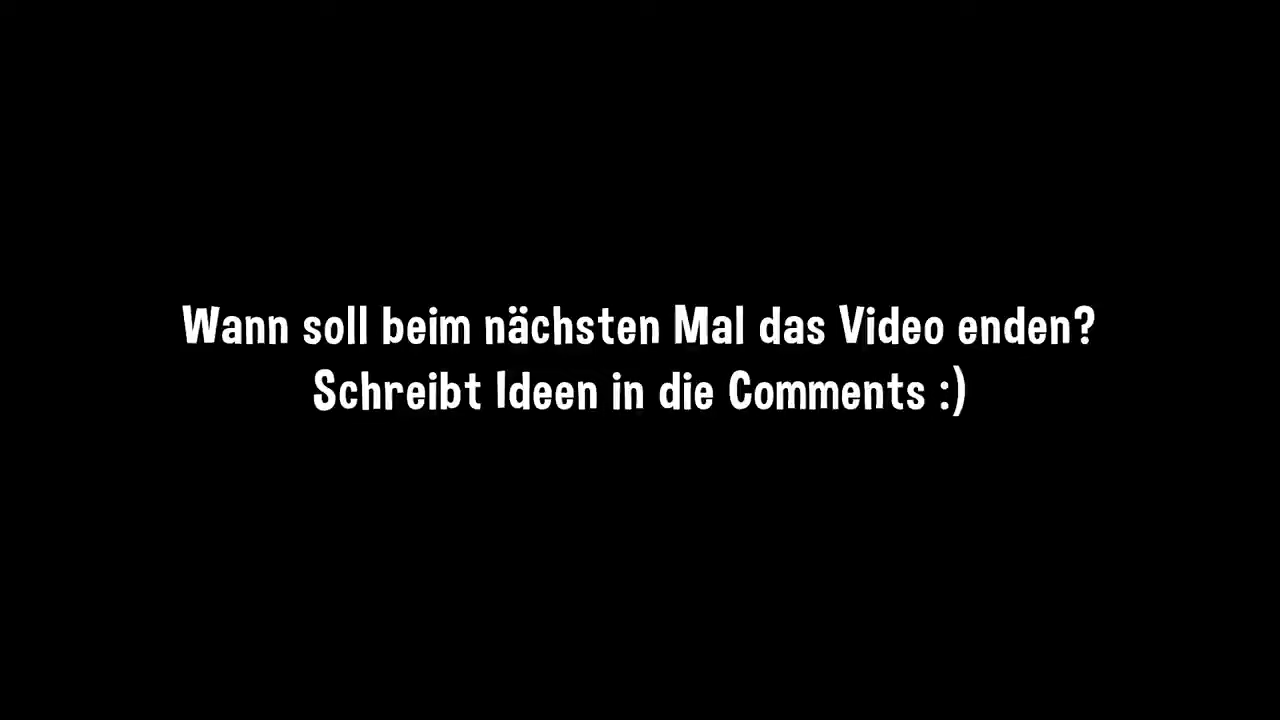 Wann soll beim nächsten Mal das Video enden?
Schreibt Ideen in die Comments :)